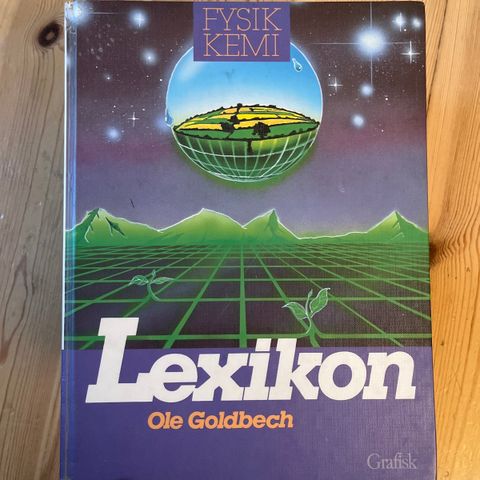 FYSIK
KEMI
Lexikon
Ole Goldbech
Grafisk